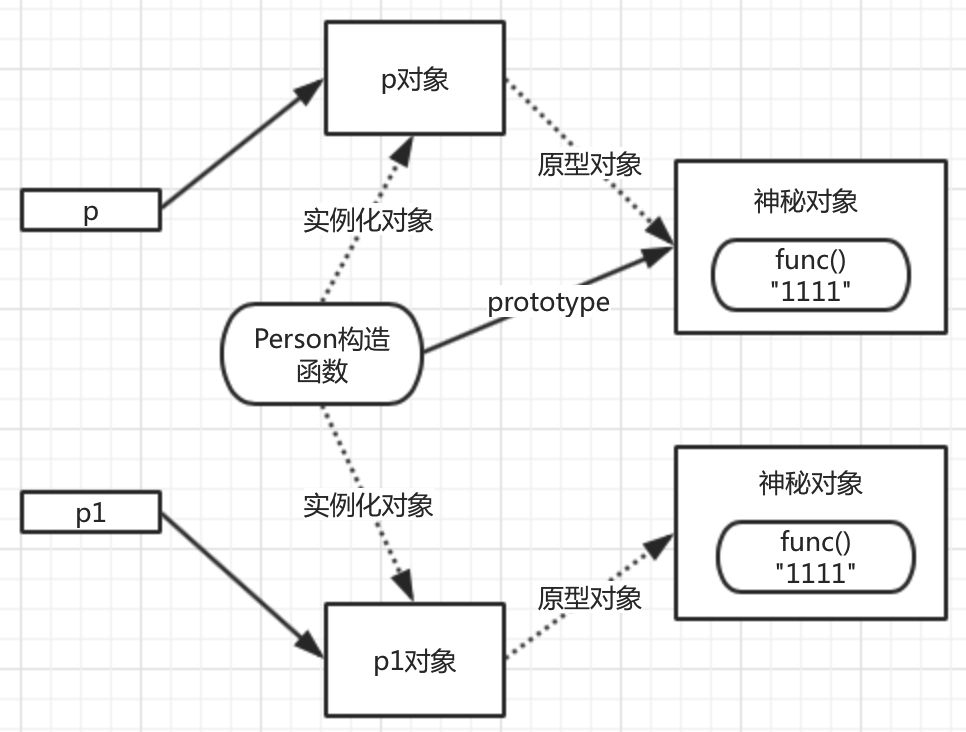 p对象
原型对象
神秘对象
p
实例化对象
func()
"1111"
prototype
Person构造
函数
神秘对象
p1
实例化对象
func()
"1111"
原型对象
p1对象